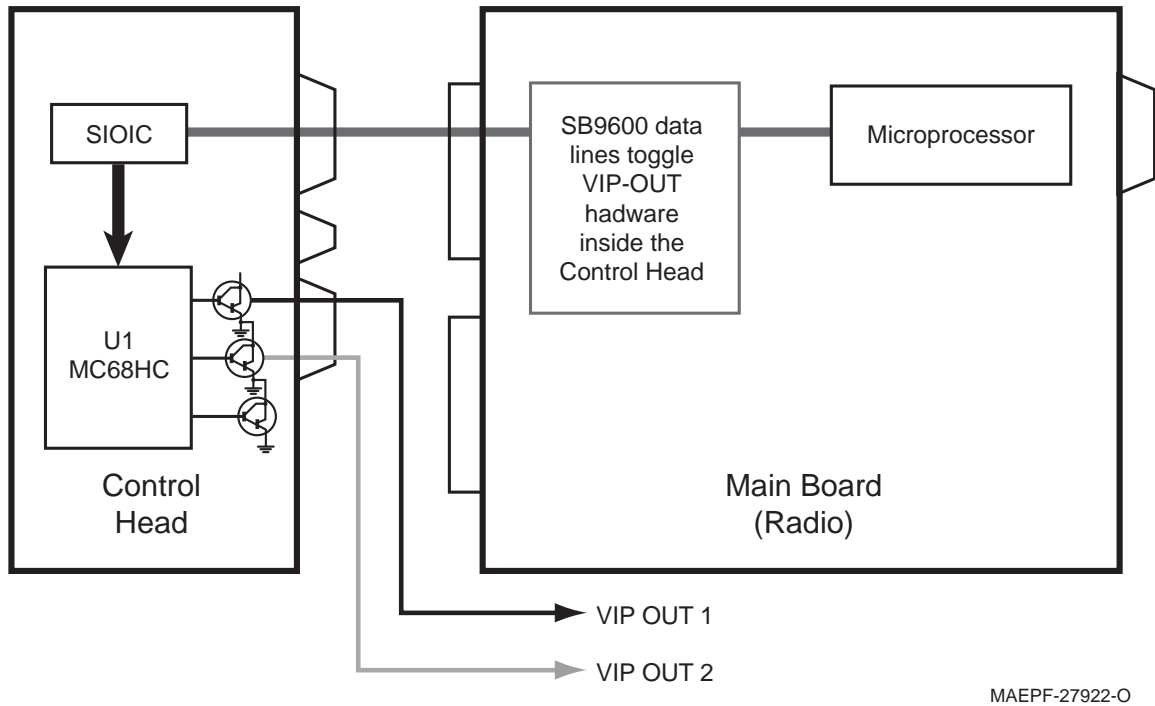 SIOIC
SB9600 data
lines toggle
VIP-OUT
hadware
inside the
Control Head
Microprocessor
U1
MC68HC
Control
Head
Main Board
(Radio)
VIP OUT 1
VIP OUT 2
MAEPF-27922-O